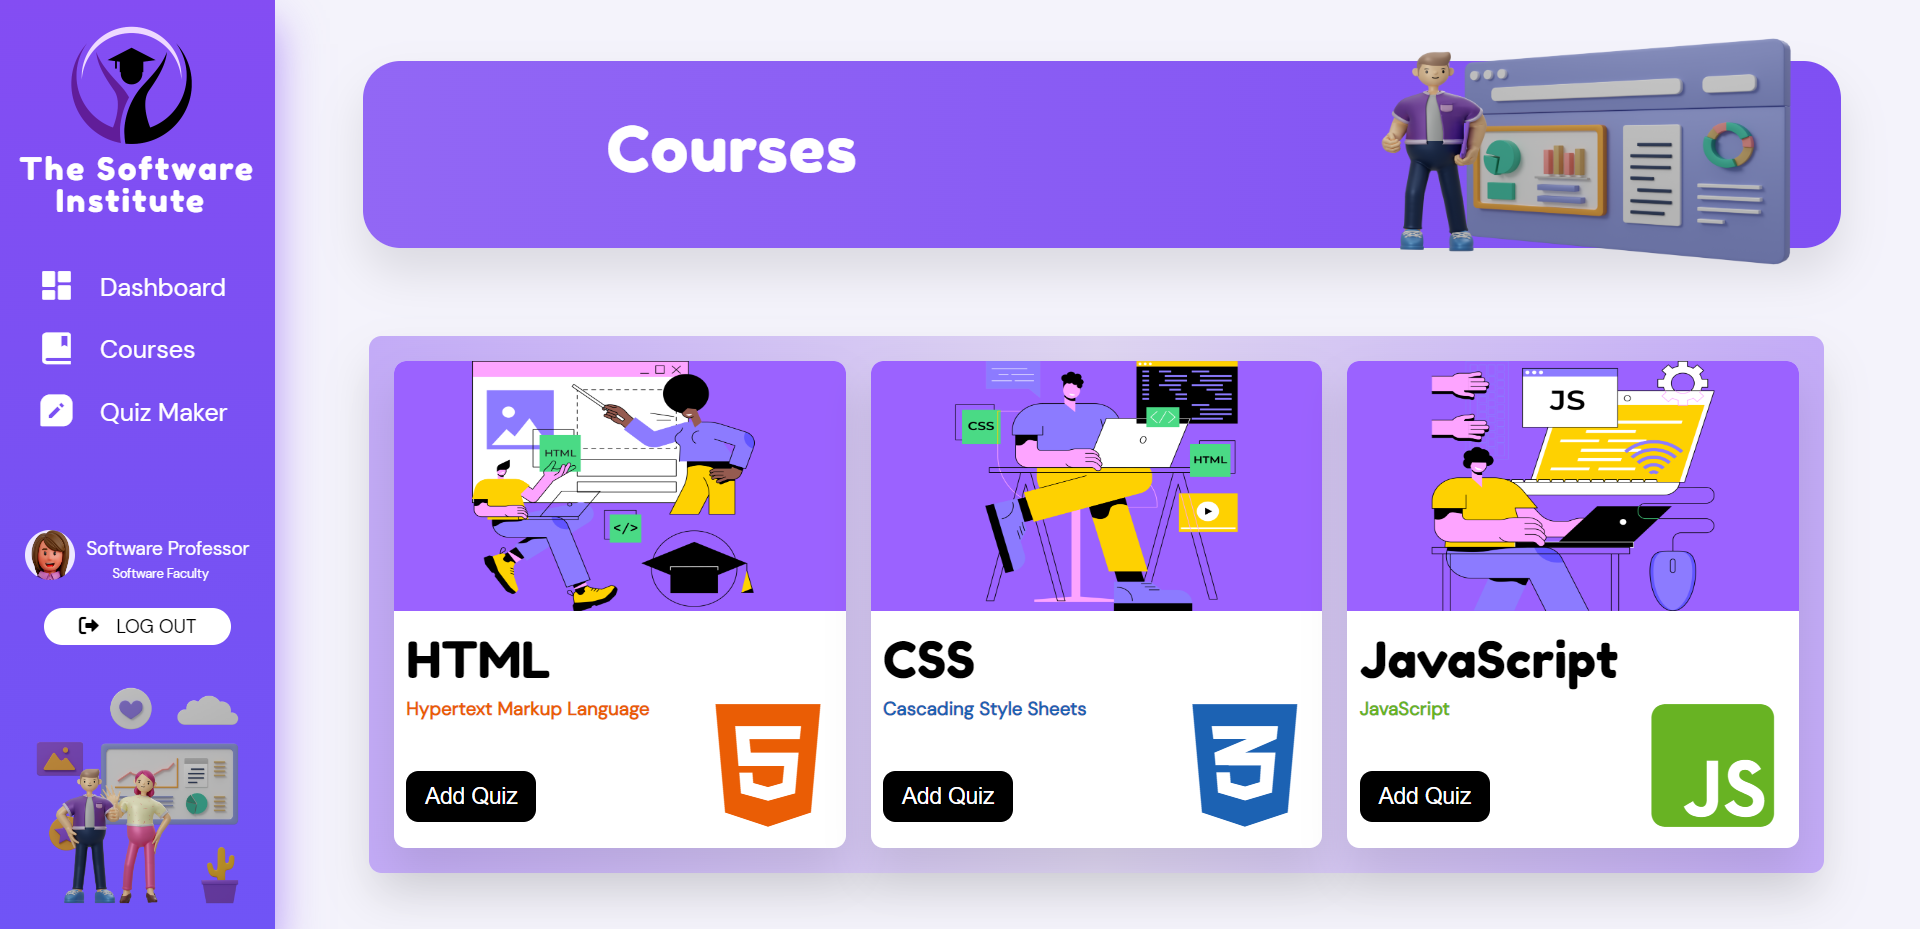 The Software
Institute
Dashboard
Courses
Quiz Maker
Software Professor
Software Faculty
LOG OUT
Courses
HTML
</>
HTML
Hypertext Markup Language
5
Add Quiz
CSS
</>
HTML
CSS
Cascading Style Sheets
3
Add Quiz
JS
JavaScript
JavaScript
JS
Add Quiz